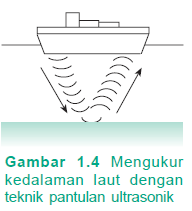 Gambar 1.4 Mengukur
kedalaman laut dengan
teknik pantulan ultrasonik